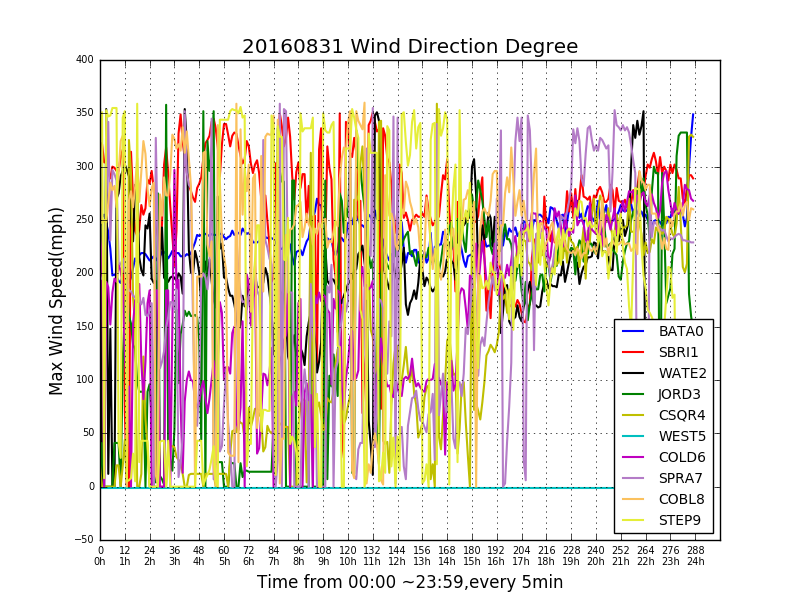 20160831 Wind Direction Degree
400
350
300
250
200
150
100
50
0
−50
Max Wind Speed(mph)
BATA0
SBRI1
WATE2
JORD3
CSQR4
WEST5
COLD6
SPRA7
COBL8
STEP9
0 12 24 36 48 60 72 84 96 108 120 132 144 156 168 180 192 204 216 228 240 252 264 276 288
0h 1h 2h 3h 4h 5h 6h 7h 8h 9h 10h 11h 12h 13h 14h 15h 16h 17h 18h 19h 20h 21h 22h 23h 24h
Time from 00:00 ~23:59,every 5min